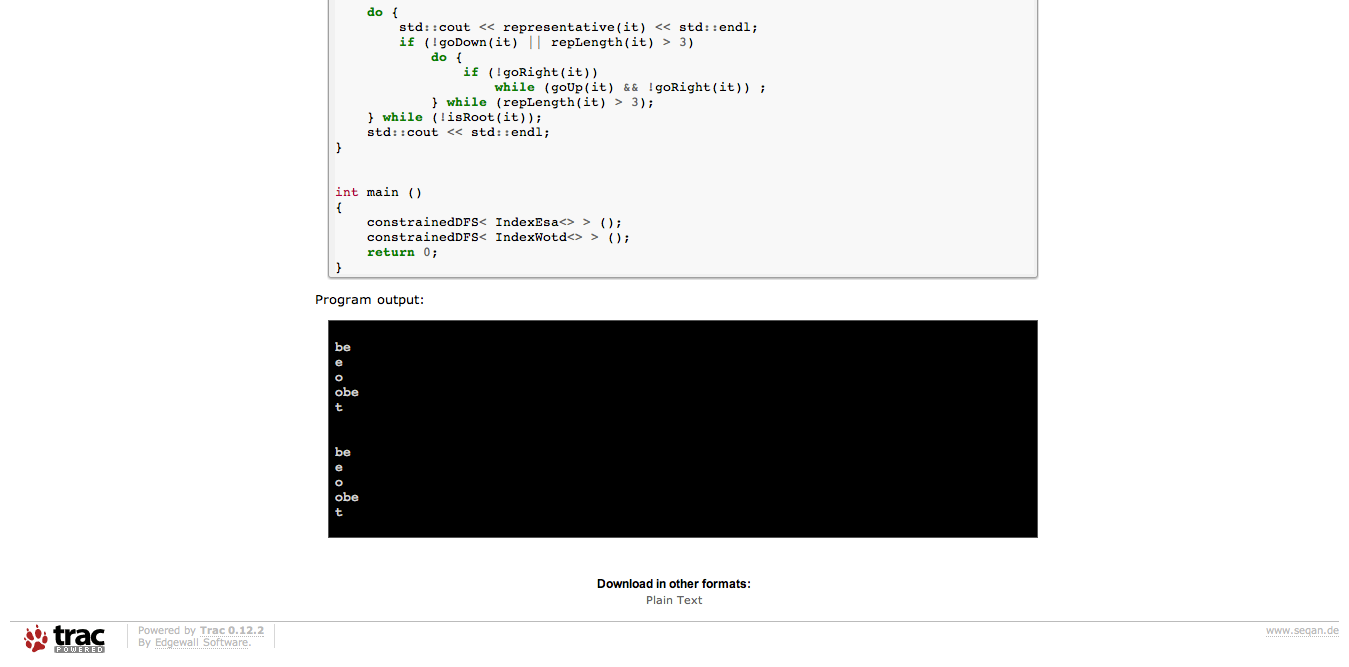 do {
std::cout << representative(it) << std::endl;
if (!goDown(it) || repLength(it) > 3)
do {
if (!goRight(it))
while (goUp(it) && !goRight(it)) ;
} while (repLength(it) > 3);
} while (!isRoot(it));
std::cout << std::endl;
}
int main ()
{
constrainedDFS< IndexEsa<> > ();
constrainedDFS< IndexWotd<> > ();
return 0;
}
Program output:
be
e
o
obe
t
be
e
o
obe
t
Download in other formats:
Plain Text
trac
POWERED
Powered by Trac 0.12.2
By Edgewall Software.
www.seqan.de